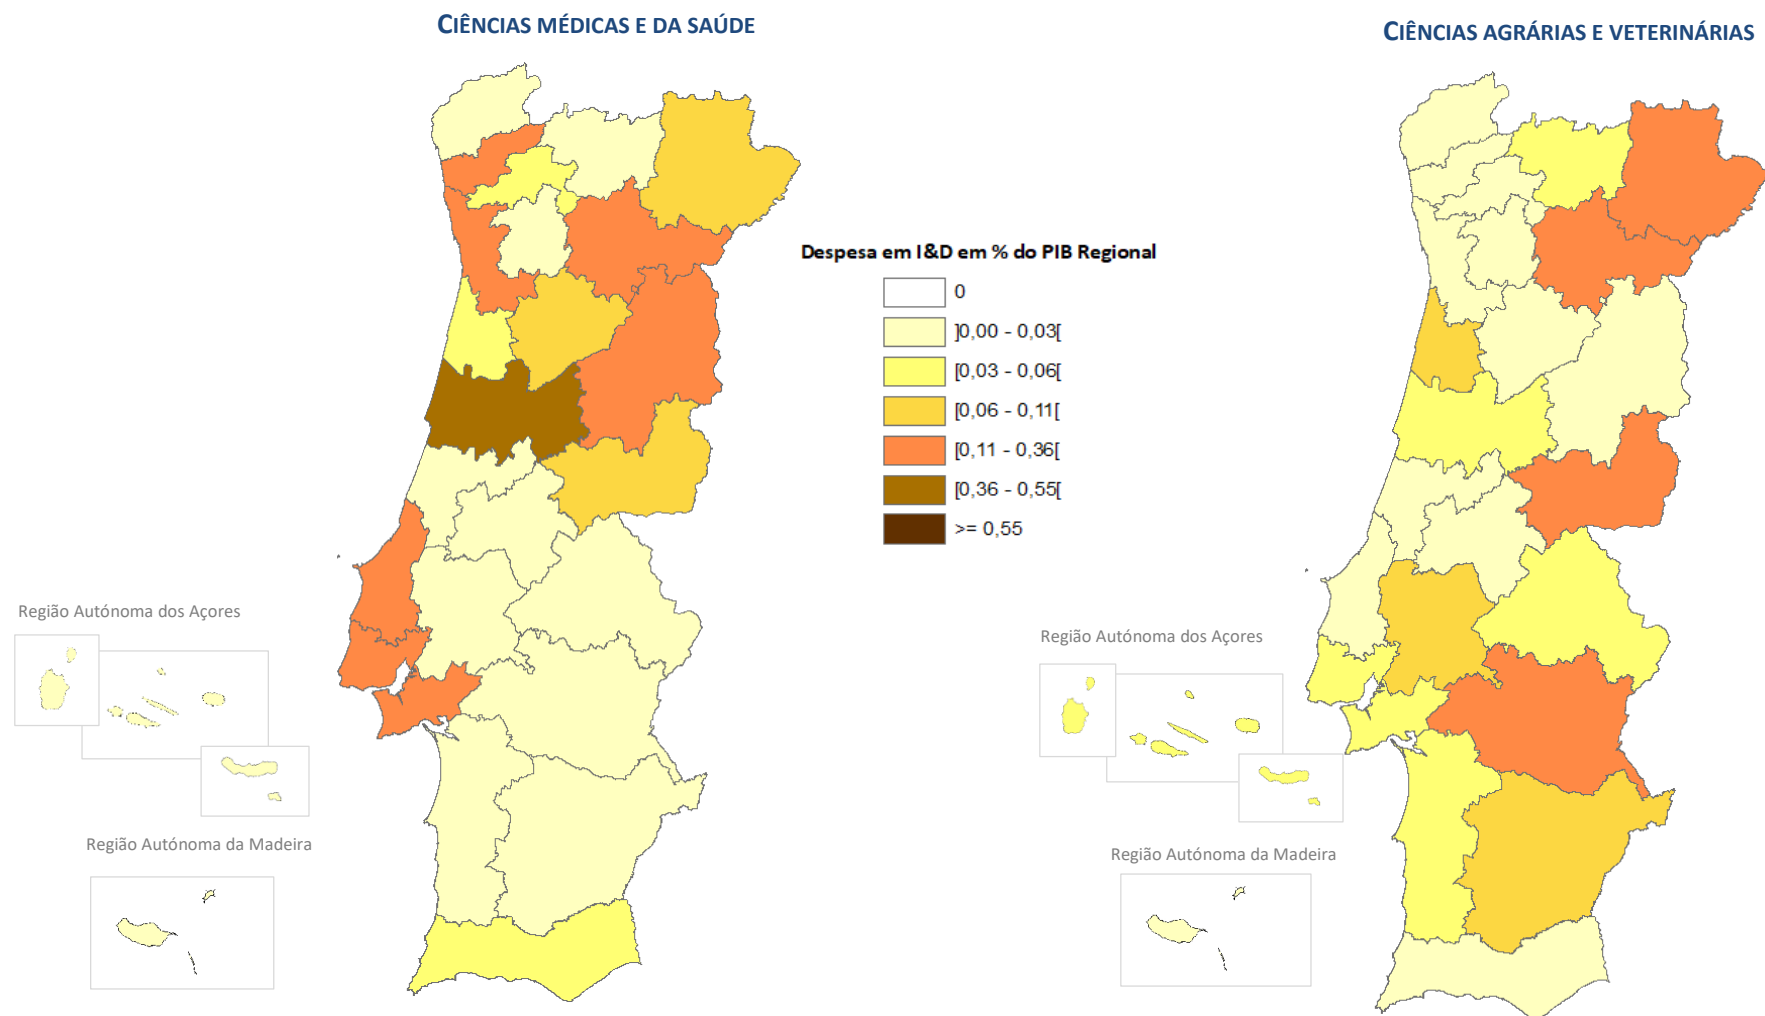 CIÊNCIAS MÉDICAS E DA SAÚDE
CIÊNCIAS AGRÁRIAS E VETERINÁRIAS
Despesa em I&D em % do PIB Regional
0
]0,00 - 0,03[
[0,03 - 0,06[
[0,06 - 0,11[
[0,11 - 0,36[
[0,36 - 0,55[
>= 0,55
Região Autónoma dos Açores
Região Autónoma da Madeira
Região Autónoma dos Açores
Região Autónoma da Madeira